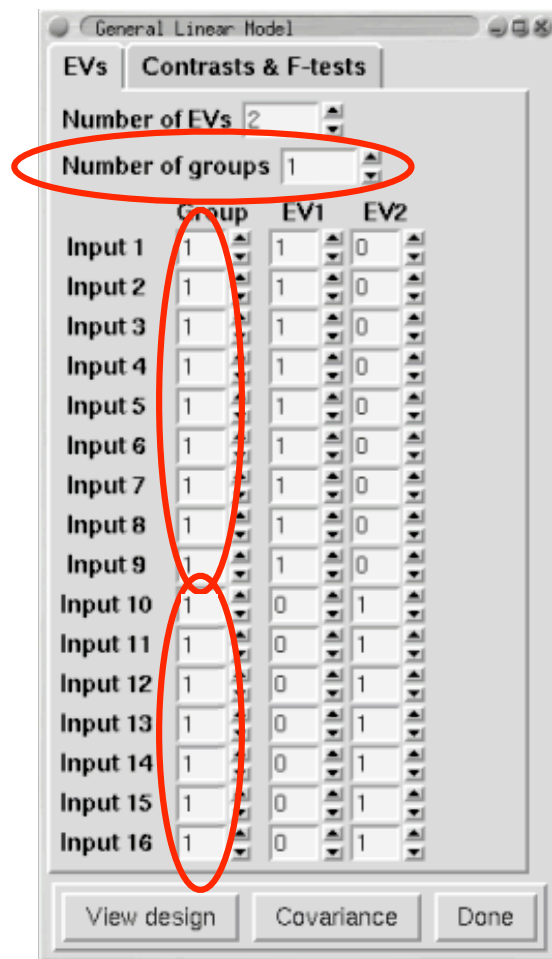 General Linear Model
EVs Contrasts & F-tests
Number of EVs 2
Number of groups 1
Group EV1 EV2
Input 1 1 1 0
Input 2 1 1 0
Input 3 1 1 0
Input 4 1 1 0
Input 5 1 1 0
Input 6 1 1 0
Input 7 1 1 0
Input 8 1 1 0
Input 9 1 1 0
Input 10 1 0 1
Input 11 1 0 1
Input 12 1 0 1
Input 13 1 0 1
Input 14 1 0 1
Input 15 1 0 1
Input 16 1 0 1
View design Covariance Done